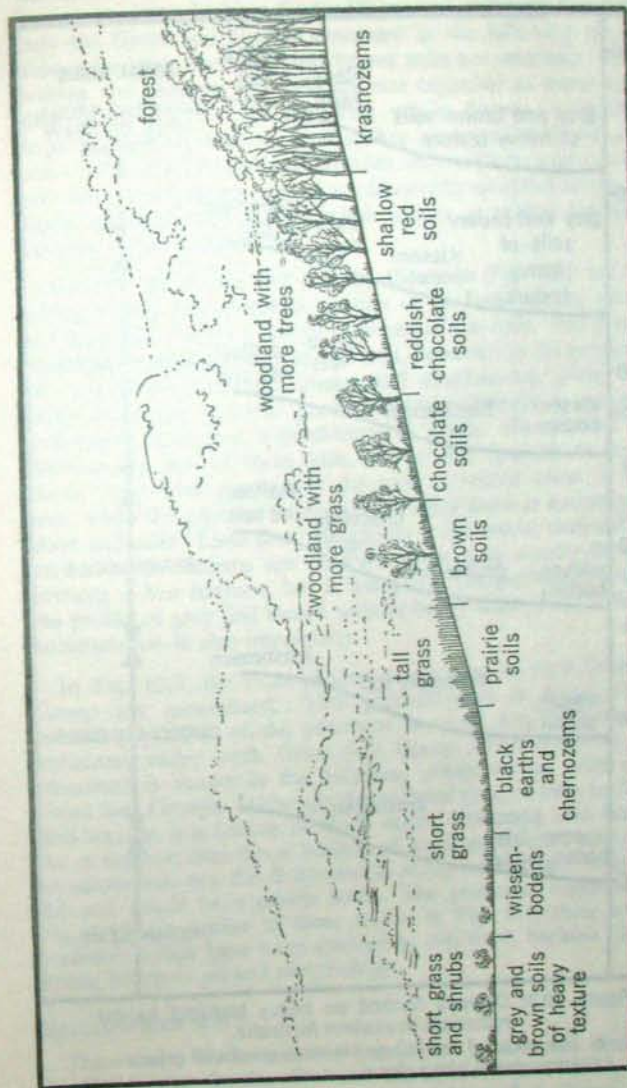 forest
woodland with
more trees
woodland with
more grass
tall
grass
short
grass
short grass
and shrubs
krasnozems
shallow
red
soils
reddish
chocolate
soils
chocolate
soils
brown
soils
prairie
soils
black
earths
and
chernozems
wiesen-
bodens
grey and
brown soils
of heavy
texture